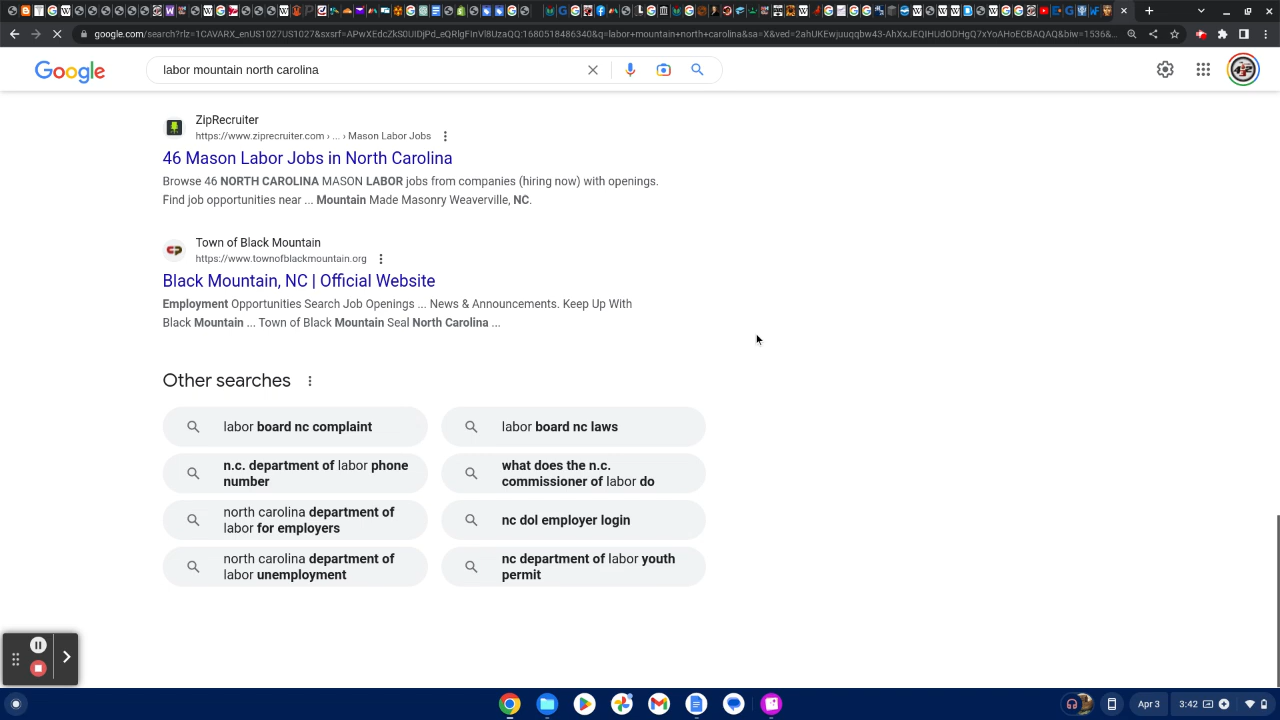 google.com/search?rlz=1CAVARX_enUS1027US1027&sxsrf=APwXEdcZkS0UIDjPd_eQRlgFinVl8UzaQQ:1680518486340&q=labor+mountain+north+carolina&sa=X&ved=2ahUKEwjuuqqbw43-AhXxJEQIHUdODHgQ7xYoAHoECBAQAQ&biw=1536&...
Google
labor mountain north carolina
ZipRecruiter
https://www.ziprecruiter.com › ... › Mason Labor Jobs
46 Mason Labor Jobs in North Carolina
Browse 46 NORTH CAROLINA MASON LABOR jobs from companies (hiring now) with openings.
Find job opportunities near ... Mountain Made Masonry Weaverville, NC.
Town of Black Mountain
https://www.townofblackmountain.org
Black Mountain, NC | Official Website
Employment Opportunities Search Job Openings ... News & Announcements. Keep Up With
Black Mountain ... Town of Black Mountain Seal North Carolina ...
Other searches
labor board nc complaint
labor board nc laws
n.c. department of labor phone
number
what does the n.c.
commissioner of labor do
north carolina department of
labor for employers
nc dol employer login
north carolina department of
labor unemployment
nc department of labor youth
permit
Apr 3
3:42